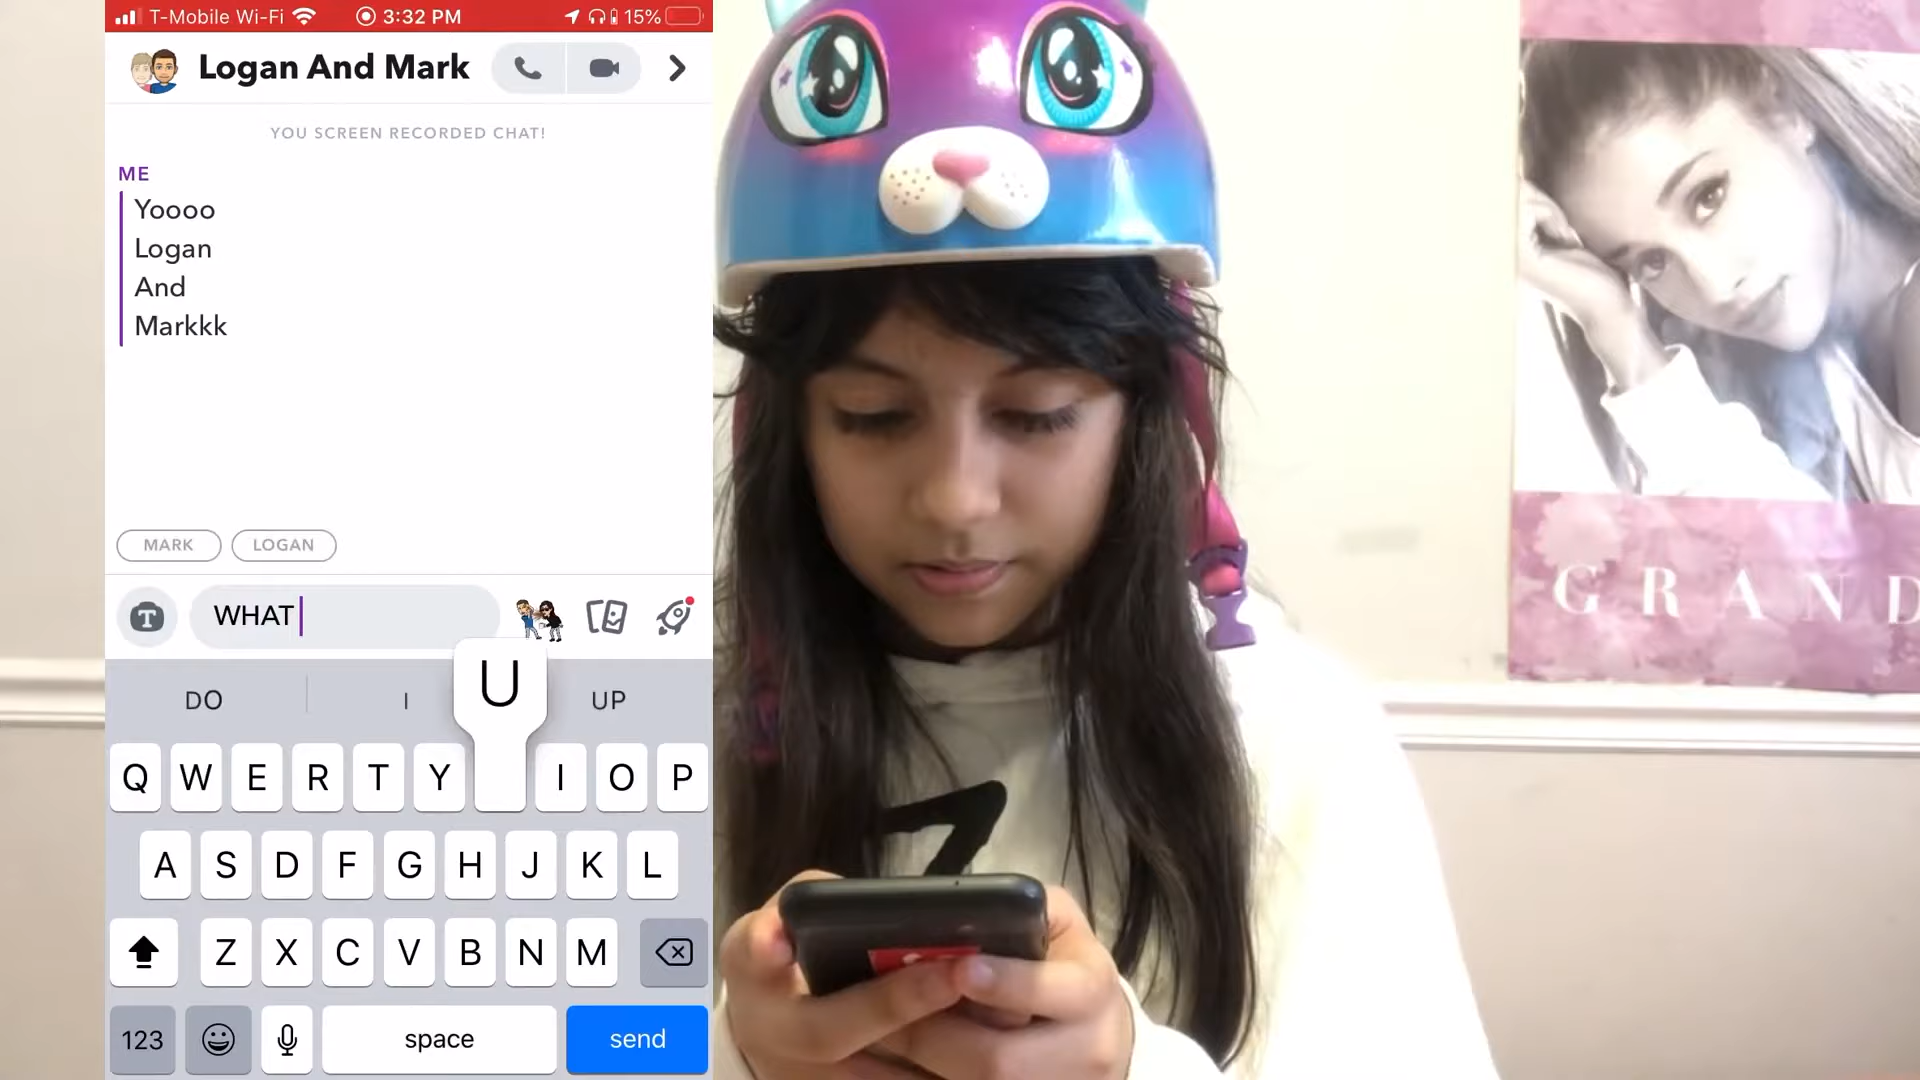 T-Mobile Wi-Fi 3:32 PM 15%
Logan And Mark
YOU SCREEN RECORDED CHAT!
ME
Yoooo
Logan
And
Markkk
MARK LOGAN
T WHAT
DO I U UP
Q W E R T Y I O P
A S D F G H J K L
Z X C V B N M
123 space send
GRAND